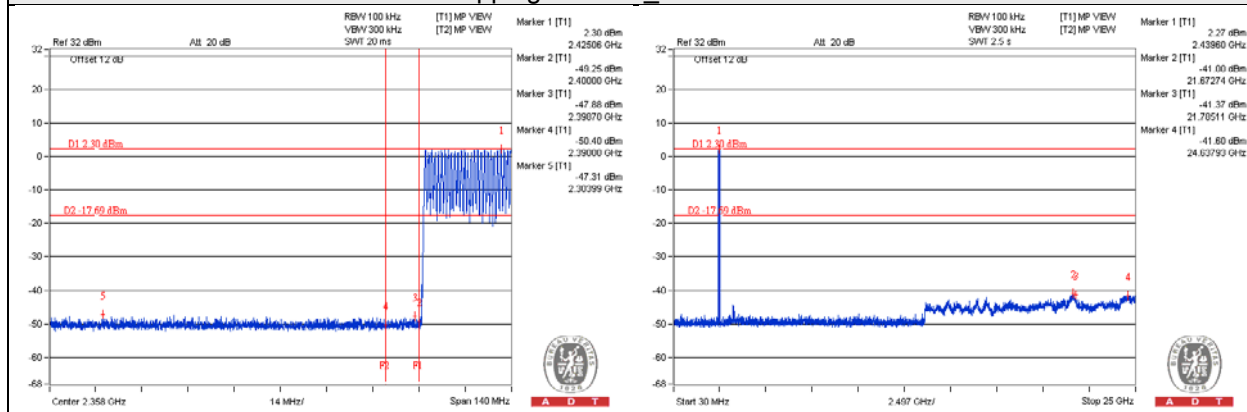 RBW 100 kHz [T1] MP VIEW
VBW 300 kHz [T2] MP VIEW
Ref 32 dBm Att 20 dB SWT 20 ms
Offset 12 dB
32
20
10
0
-10
-20
-30
-40
-50
-60
-68
D1 2.30 dBm
D2 -17.69 dBm
1
5
4
3
2
F2
F1
Center 2.358 GHz 14 MHz/ Span 140 MHz
Marker 1 [T1]
2.30 dBm
2.42506 GHz
Marker 2 [T1]
-49.25 dBm
2.40000 GHz
Marker 3 [T1]
-47.88 dBm
2.39070 GHz
Marker 4 [T1]
-50.40 dBm
2.39000 GHz
Marker 5 [T1]
-47.31 dBm
2.30399 GHz
BUREAU VERITAS
1828
A D T
RBW 100 kHz [T1] MP VIEW
VBW 300 kHz [T2] MP VIEW
Ref 32 dBm Att 20 dB SWT 2.5 s
Offset 12 dB
32
20
10
0
-10
-20
-30
-40
-50
-60
-68
D1 2.30 dBm
D2 -17.69 dBm
1
2
3
4
Start 30 MHz 2.497 GHz/ Stop 25 GHz
Marker 1 [T1]
2.27 dBm
2.43960 GHz
Marker 2 [T1]
-41.00 dBm
21.67274 GHz
Marker 3 [T1]
-41.37 dBm
21.70511 GHz
Marker 4 [T1]
-41.60 dBm
24.63793 GHz
BUREAU VERITAS
1828
A D T